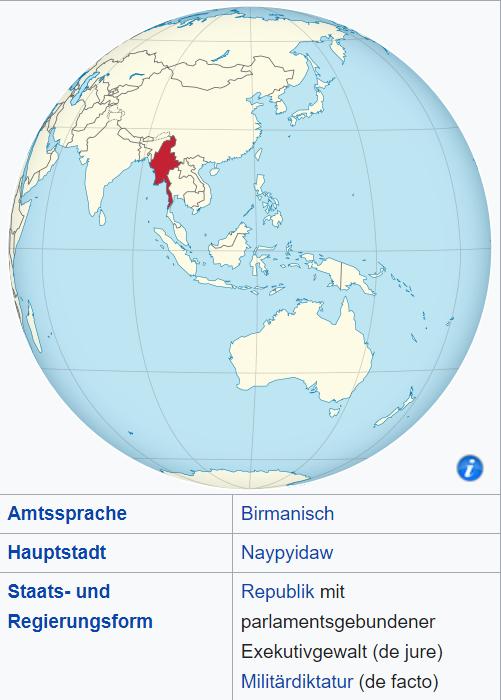 i
Amtssprache Birmanisch
Hauptstadt Naypyidaw
Staats- und Regierungsform Republik mit
parlamentsgebundener
Exekutivgewalt (de jure)
Militärdiktatur (de facto)